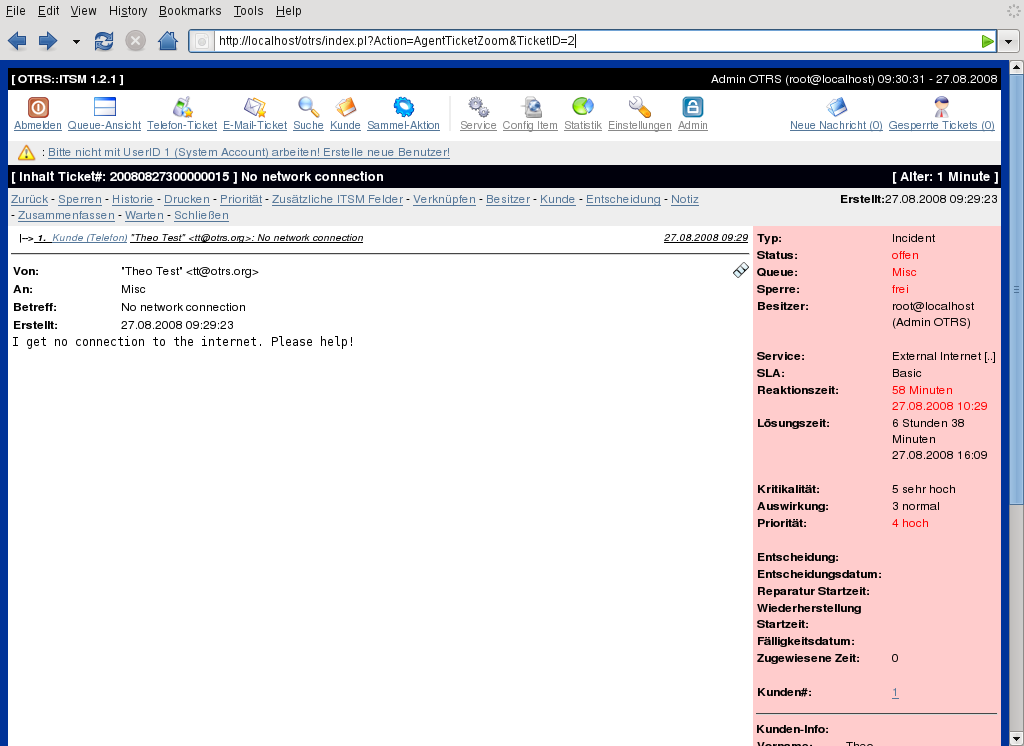 File Edit View History Bookmarks Tools Help
http://localhost/otrs/index.pl?Action=AgentTicketZoom&TicketID=2
[ OTRS::ITSM 1.2.1 ] Admin OTRS (root@localhost) 09:30:31 - 27.08.2008
Abmelden Queue-Ansicht Telefon-Ticket E-Mail-Ticket Suche Kunde Sammel-Aktion Service Config Item Statistik Einstellungen Admin Neue Nachricht (0) Gesperrte Tickets (0)
: Bitte nicht mit UserID 1 (System Account) arbeiten! Erstelle neue Benutzer!
[ Inhalt Ticket#: 20080827300000015 ] No network connection [ Alter: 1 Minute ]
Zurück - Sperren - Historie - Drucken - Priorität - Zusätzliche ITSM Felder - Verknüpfen - Besitzer - Kunde - Entscheidung - Notiz Erstellt:27.08.2008 09:29:23
- Zusammenfassen - Warten - Schließen
|--> 1. Kunde (Telefon) "Theo Test" <tt@otrs.org>: No network connection 27.08.2008 09:29
Von: "Theo Test" <tt@otrs.org>
An: Misc
Betreff: No network connection
Erstellt: 27.08.2008 09:29:23
I get no connection to the internet. Please help!
Typ: Incident
Status: offen
Queue: Misc
Sperre: frei
Besitzer: root@localhost
(Admin OTRS)
Service: External Internet [..]
SLA: Basic
Reaktionszeit: 58 Minuten
27.08.2008 10:29
Lösungszeit: 6 Stunden 38
Minuten
27.08.2008 16:09
Kritikalität: 5 sehr hoch
Auswirkung: 3 normal
Priorität: 4 hoch
Entscheidung:
Entscheidungsdatum:
Reparatur Startzeit:
Wiederherstellung
Startzeit:
Fälligkeitsdatum:
Zugewiesene Zeit: 0
Kunden#: 1
Kunden-Info:
Vorname: Theo